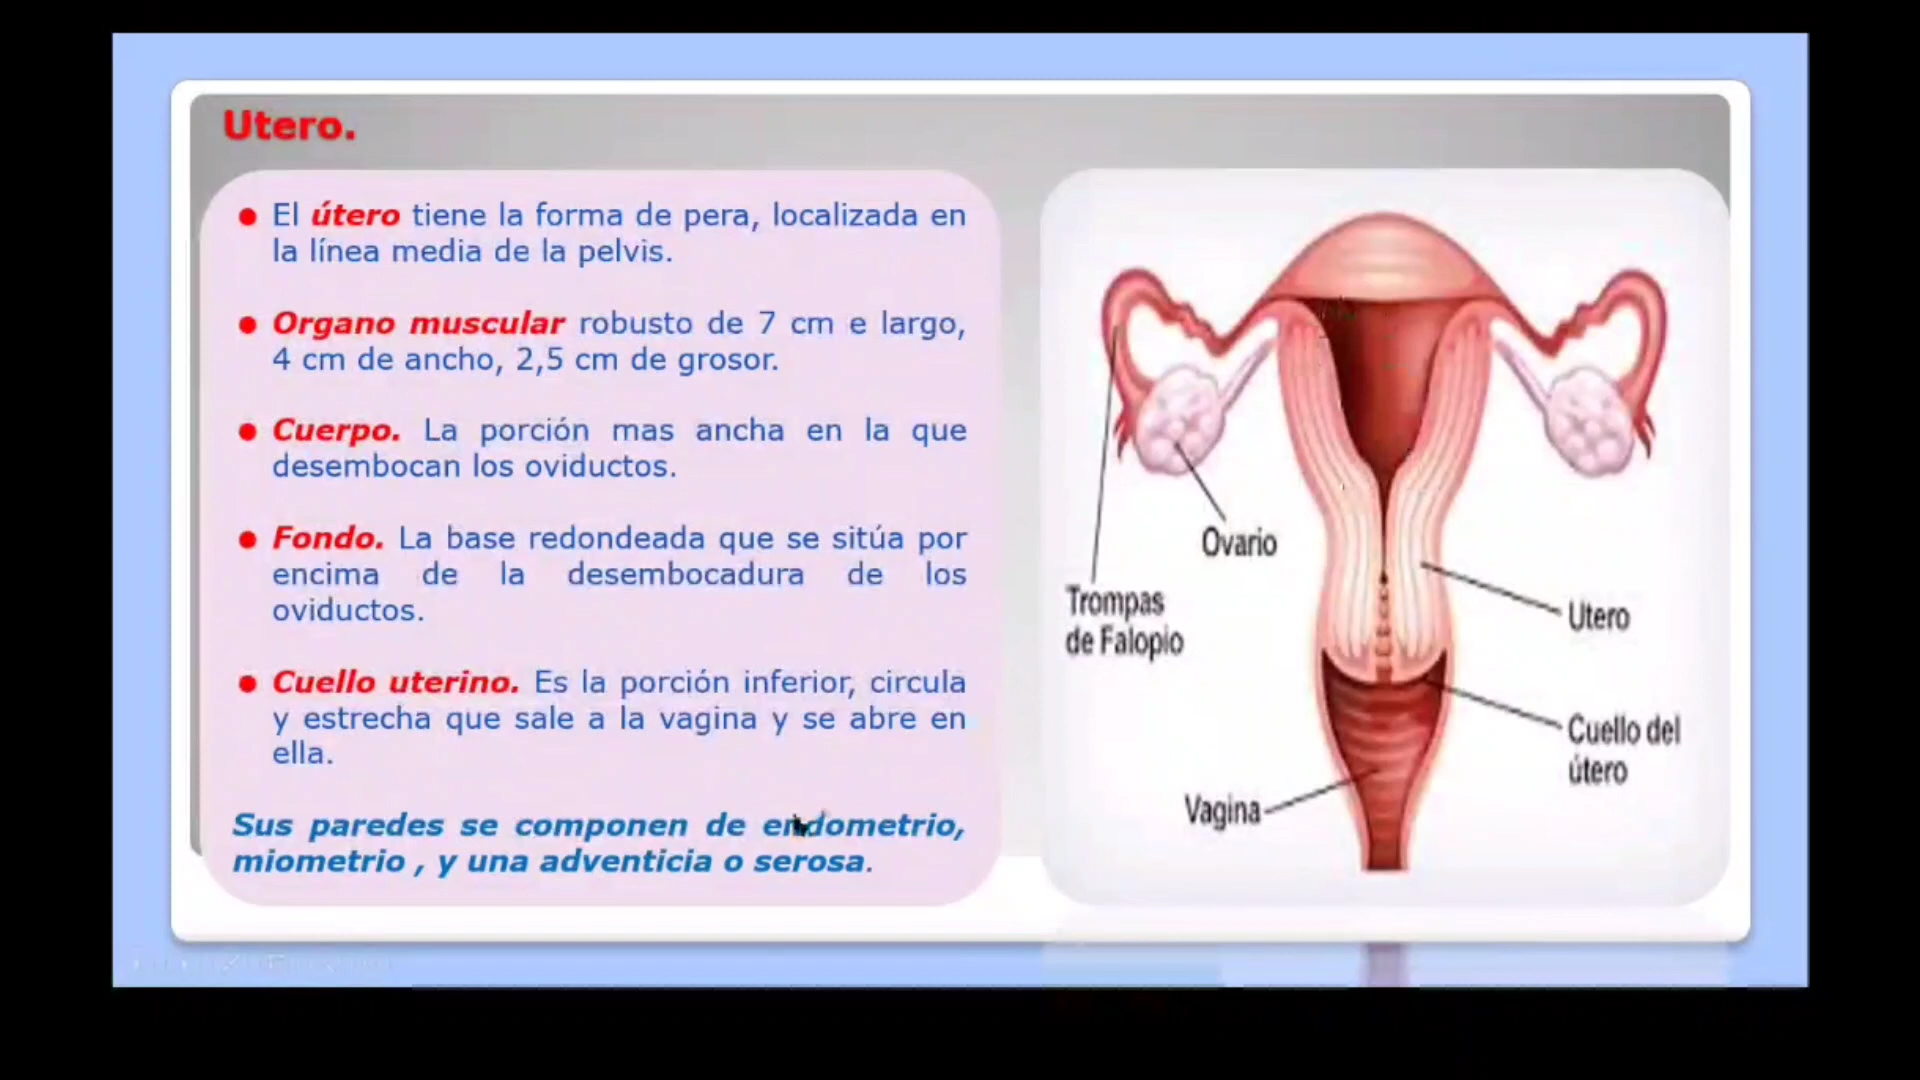 Utero.
● El útero tiene la forma de pera, localizada en
la línea media de la pelvis.
● Organo muscular robusto de 7 cm e largo,
4 cm de ancho, 2,5 cm de grosor.
● Cuerpo. La porción mas ancha en la que
desembocan los oviductos.
● Fondo. La base redondeada que se sitúa por
encima de la desembocadura de los
oviductos.
● Cuello uterino. Es la porción inferior, circula
y estrecha que sale a la vagina y se abre en
ella.
Sus paredes se componen de endometrio,
miometrio , y una adventicia o serosa.
Ovario
Trompas
de Falopio
Utero
Cuello del
útero
Vagina